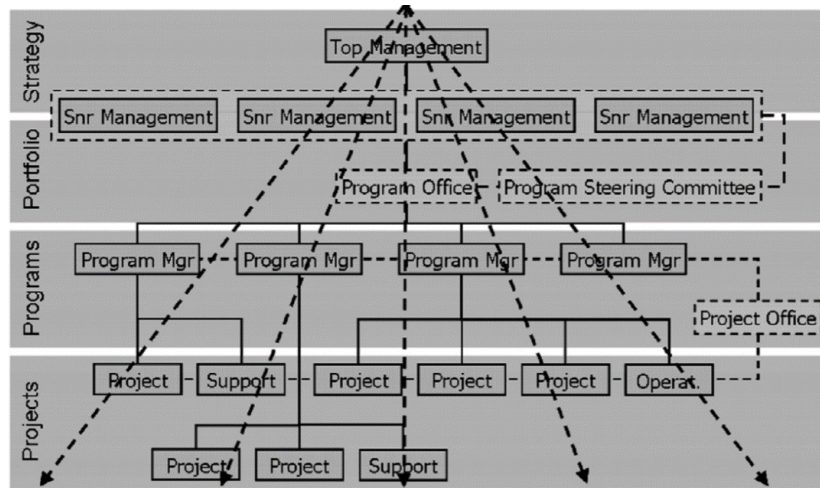 Strategy
Top Management
Snr Management Snr Management Snr Management Snr Management
Portfolio
Program Office Program Steering Committee
Programs
Program Mgr Program Mgr Program Mgr Program Mgr
Project Office
Projects
Project Support Project Project Project Operat.
Project Project Support